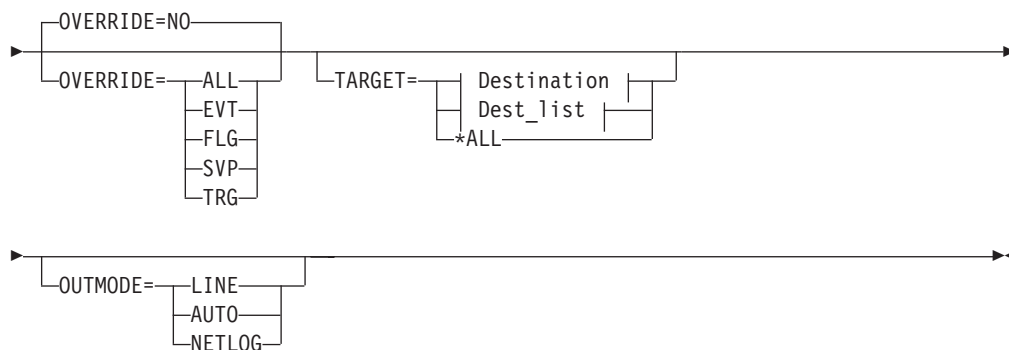 OVERRIDE=NO
OVERRIDE= ALL TARGET= Destination
EVT Dest_list
FLG *ALL
SVP
TRG
OUTMODE= LINE
AUTO
NETLOG